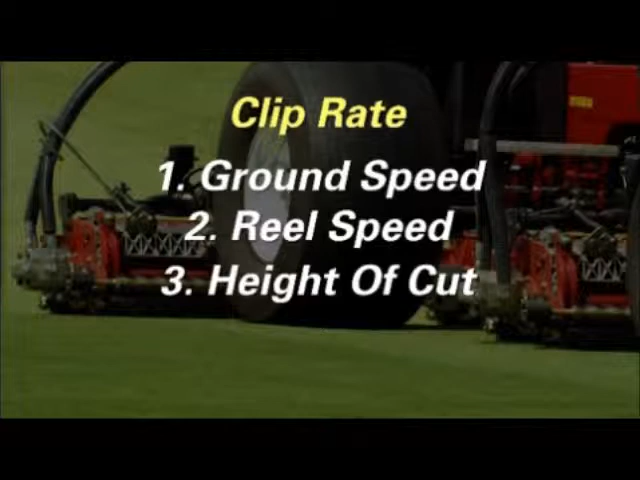 Clip Rate
1. Ground Speed
2. Reel Speed
3. Height Of Cut